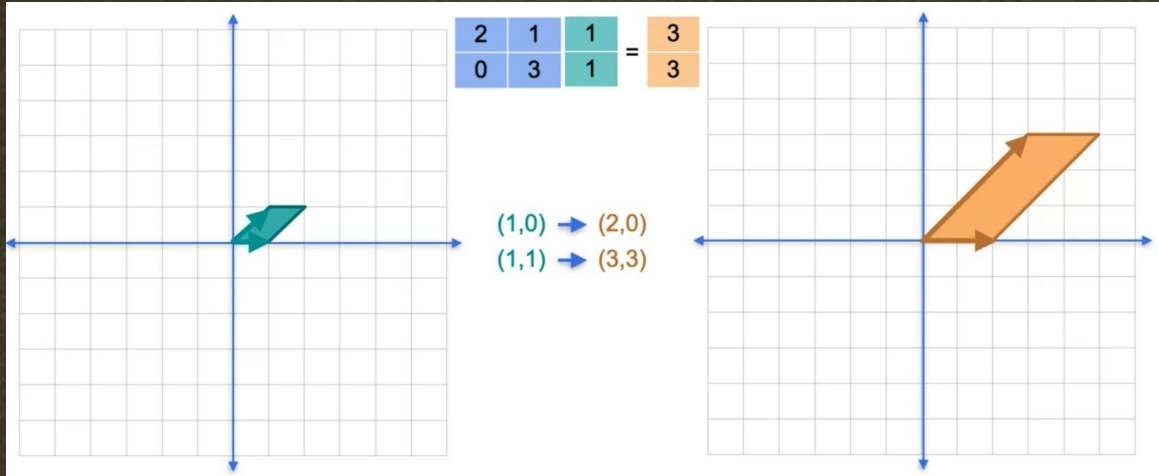 2 1 1 = 3
0 3 1 3
(1,0) → (2,0)
(1,1) → (3,3)